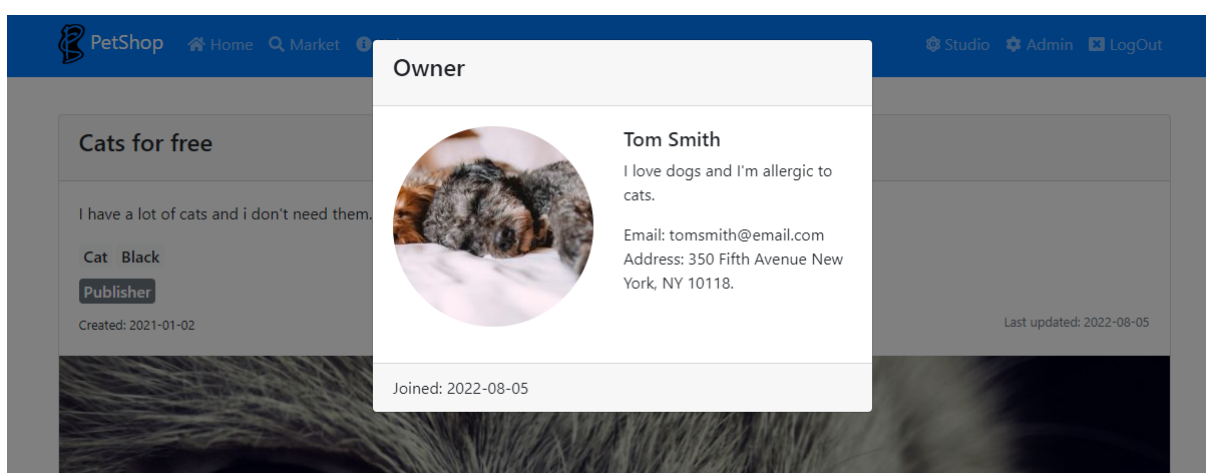 PetShop Home Market
Studio Admin LogOut
Owner
Cats for free
Tom Smith
I love dogs and I'm allergic to
cats.
I have a lot of cats and i don't need them.
Email: tomsmith@email.com
Address: 350 Fifth Avenue New
York, NY 10118.
Cat Black
Publisher
Created: 2021-01-02
Last updated: 2022-08-05
Joined: 2022-08-05